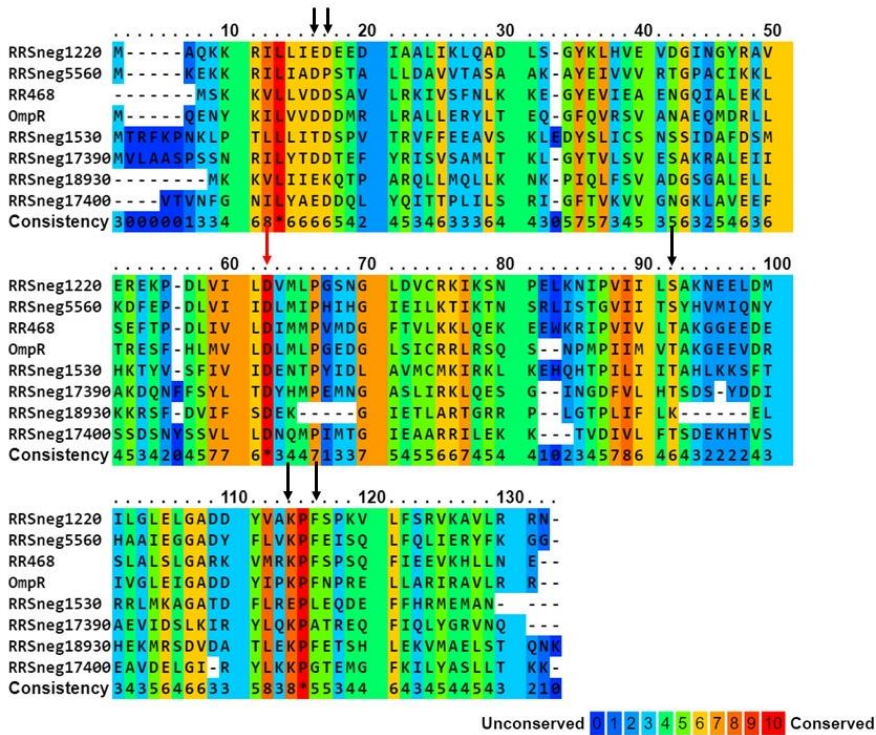 10 20 30 40 50
RRSneg1220 M-----AQKK RILLIEDEED IAALIKLQAD LS-GYKLHVE VDGINGYRAV
RRSneg5560 M-----KEKK RILIADPSTA LLDAVVTASA AK-AYEIVVV RTGPACIKKL
RR468 -------MSK KVLLVDDSAV LRKIVSFNLK KE-GYEVIEA ENGQIALEKL
OmpR M-----QENY KILVVDDDMR LRALLERYLT EQ-GFQVRSV ANAEQMDRLL
RRSneg1530 MTRFKPNKLP TLLLITDSPV TRVFFEEAVS KLEDYSLICS NSSIDAFDSM
RRSneg17390 MVLAASPSSN RILYTDDTEF YRISVSAMLT KL-GYTVLSV ESAKRALEII
RRSneg18930 --------MK KVLIIEKQTP ARQLLMQLLK NK-PIQLFSV ADGSGALELL
RRSneg17400 ----VTVNFG NILYAEDNQL YQITTPILLS RI-GFTVKVV DNGKLAVEEF
Consistency 3000001334 68*6666542 4534633364 4305757345 3563254636
60 70 80 90 100
RRSneg1220 EREKP-DLVI LDVMLPGSNG LDVCRKIKSN PELKNIPVII LSAKNEELDM
RRSneg5560 KDFEP-DLVI LDIMIPHIHG IEILKTIKTN SRLISTGVII TSYHVMIQNY
RR468 SEFTP-DLIV LDIMMPVMDG FTVLKKLQEK EEWKRIPVIV LTAKGGEEDE
OmpR TRESF-HLMV LDLMLPGEDG LSICRRLRSQ S--NPMPIIM VTAKGEEVDR
RRSneg1530 HKTYV-SFIV IDENTPYIDL AVMCMKIRKL KEHQHTPILI ITAHLKKSFT
RRSneg17390 AKDQNFFSYL TDYHMPEMNG ASLIRKLQES G--INGDFVL HTSDS-YDDI
RRSneg18930 KKRSF-DVIF SDEK-----G IETLARTGRR P--LGTPLIF LK------EL
RRSneg17400 SSDSNYSSVL LDNQMPIMTG IEARRILEKK ---TVDIVLF TSDEKHTVS
Consistency 4534204577 6*34471337 5455667454 4102345786 4643222243
110 120 130
RRSneg1220 ILGLELGADD YVAKPFSPKV LFSRVKAVLR RN-
RRSneg5560 HAAIEGGADY FLVKPFEISQ LFQLIERYFK GG-
RR468 SLALSLGARK VMRKPFSPSQ FIEEVKHLLN E--
OmpR IVGLEIGADD YIPKPFNPRE LLARIRAVLR R--
RRSneg1530 RRLMKAGATD FLREPLEQDE FFHRMEMAN- ---
RRSneg17390 AEVIDSLKIR YLQKPATREQ FIQLYGRVNQ ---
RRSneg18930 HEKMRSDVDA TLEKPFETSH LEKVMAELST QNK
RRSneg17400 EAVDELGI-R YLKKPGTEMG FKILYASLLT KK-
Consistency 3435646633 5838*55344 6434544543 210
Unconserved 0 1 2 3 4 5 6 7 8 9 10 Conserved